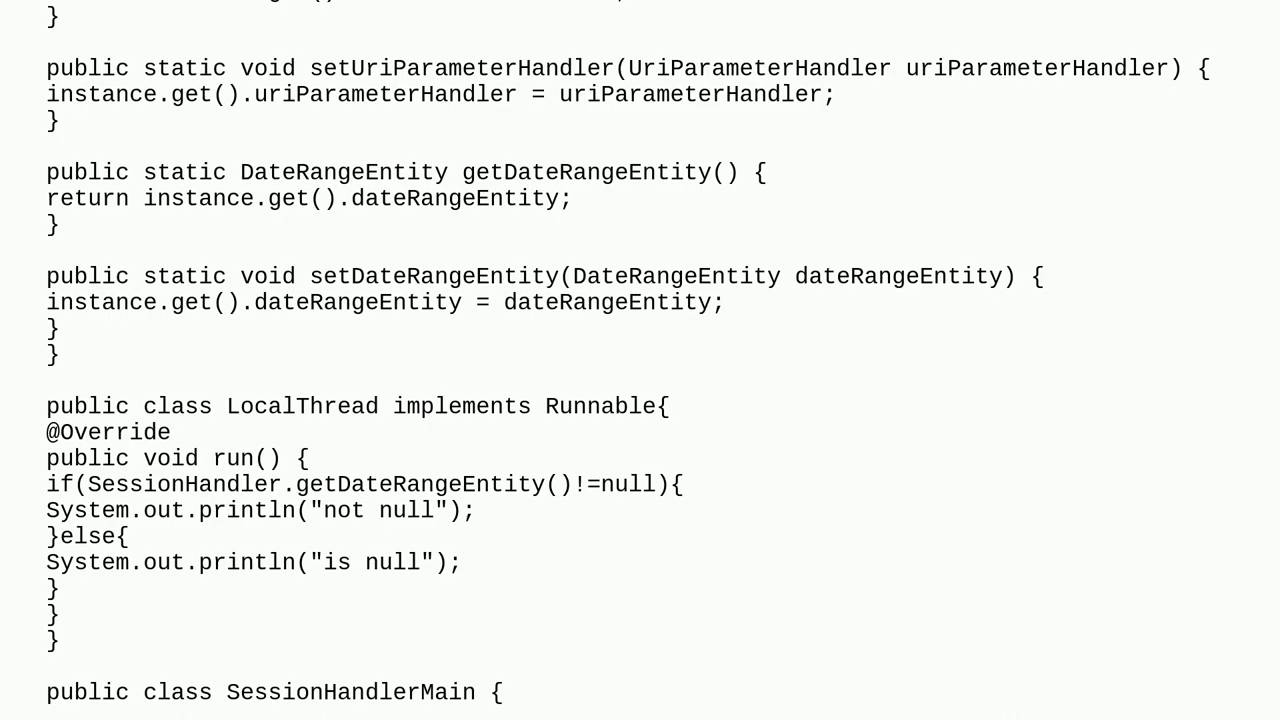 }
public static void setUriParameterHandler(UriParameterHandler uriParameterHandler) {
instance.get().uriParameterHandler = uriParameterHandler;
}
public static DateRangeEntity getDateRangeEntity() {
return instance.get().dateRangeEntity;
}
public static void setDateRangeEntity(DateRangeEntity dateRangeEntity) {
instance.get().dateRangeEntity = dateRangeEntity;
}
}
public class LocalThread implements Runnable{
@Override
public void run() {
if(SessionHandler.getDateRangeEntity()!=null){
System.out.println("not null");
}else{
System.out.println("is null");
}
}
}
public class SessionHandlerMain {